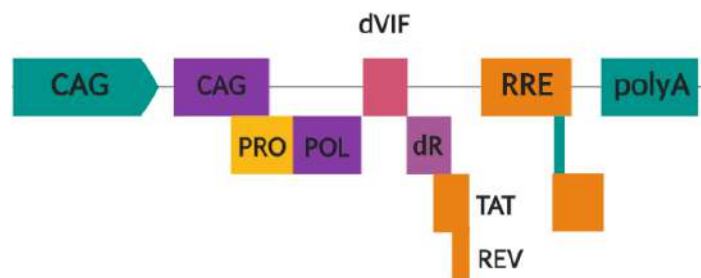 dVIF
CAG CAG RRE polyA
PRO POL dR
TAT
REV